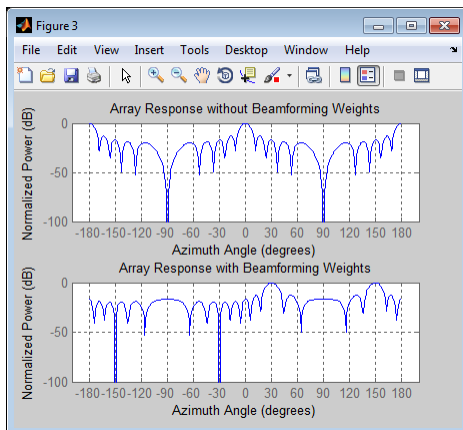 Figure 3
File Edit View Insert Tools Desktop Window Help
Array Response without Beamforming Weights
Normalized Power (dB)
0
-50
-100
-180 -150 -120 -90 -60 -30 0 30 60 90 120 150 180
Azimuth Angle (degrees)
Array Response with Beamforming Weights
Normalized Power (dB)
0
-50
-100
-180 -150 -120 -90 -60 -30 0 30 60 90 120 150 180
Azimuth Angle (degrees)